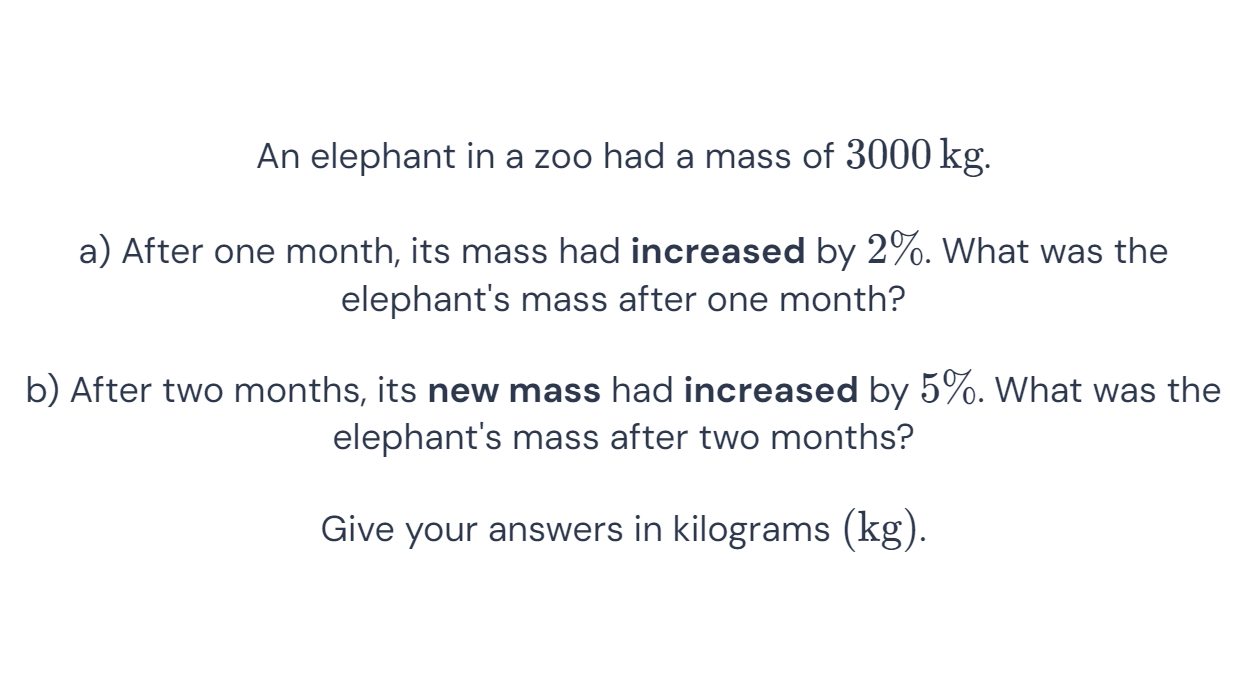 An elephant in a zoo had a mass of 3000 kg.
a) After one month, its mass had increased by 2%. What was the
elephant's mass after one month?
b) After two months, its new mass had increased by 5%. What was the
elephant's mass after two months?
Give your answers in kilograms (kg).